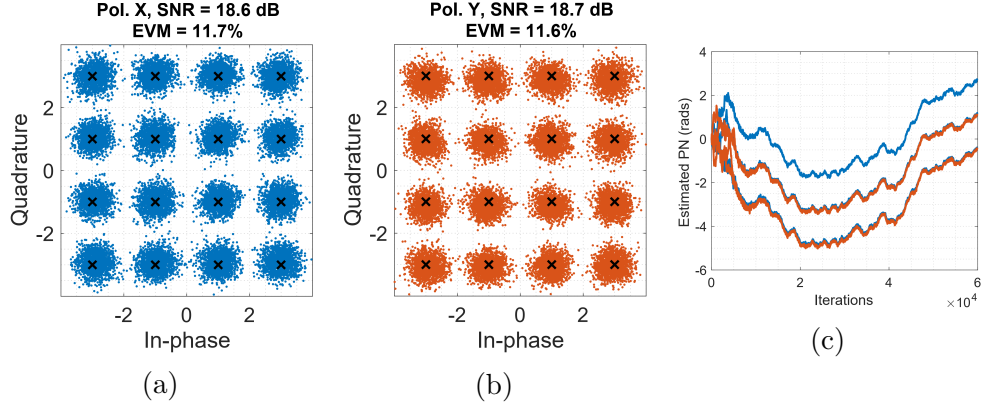 Pol. X, SNR = 18.6 dB
EVM = 11.7%
Quadrature
2
0
-2
-2
0
2
In-phase
(a)
Pol. Y, SNR = 18.7 dB
EVM = 11.6%
Quadrature
2
0
-2
-2
0
2
In-phase
(b)
Estimated PN (rads)
4
2
0
-2
-4
-6
0
2
4
6
Iterations
×10⁴
(c)